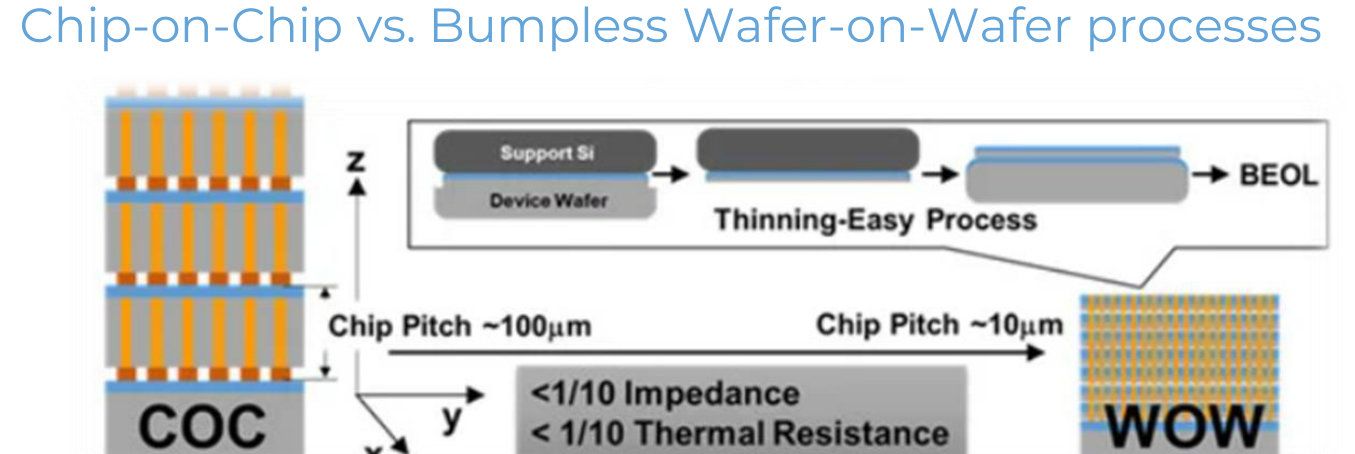 Chip-on-Chip vs. Bumpless Wafer-on-Wafer processes
Support Si
Device Wafer
BEOL
Thinning-Easy Process
z
Chip Pitch ~100μm
Chip Pitch ~10μm
<1/10 Impedance
< 1/10 Thermal Resistance
y
x
COC
WOW